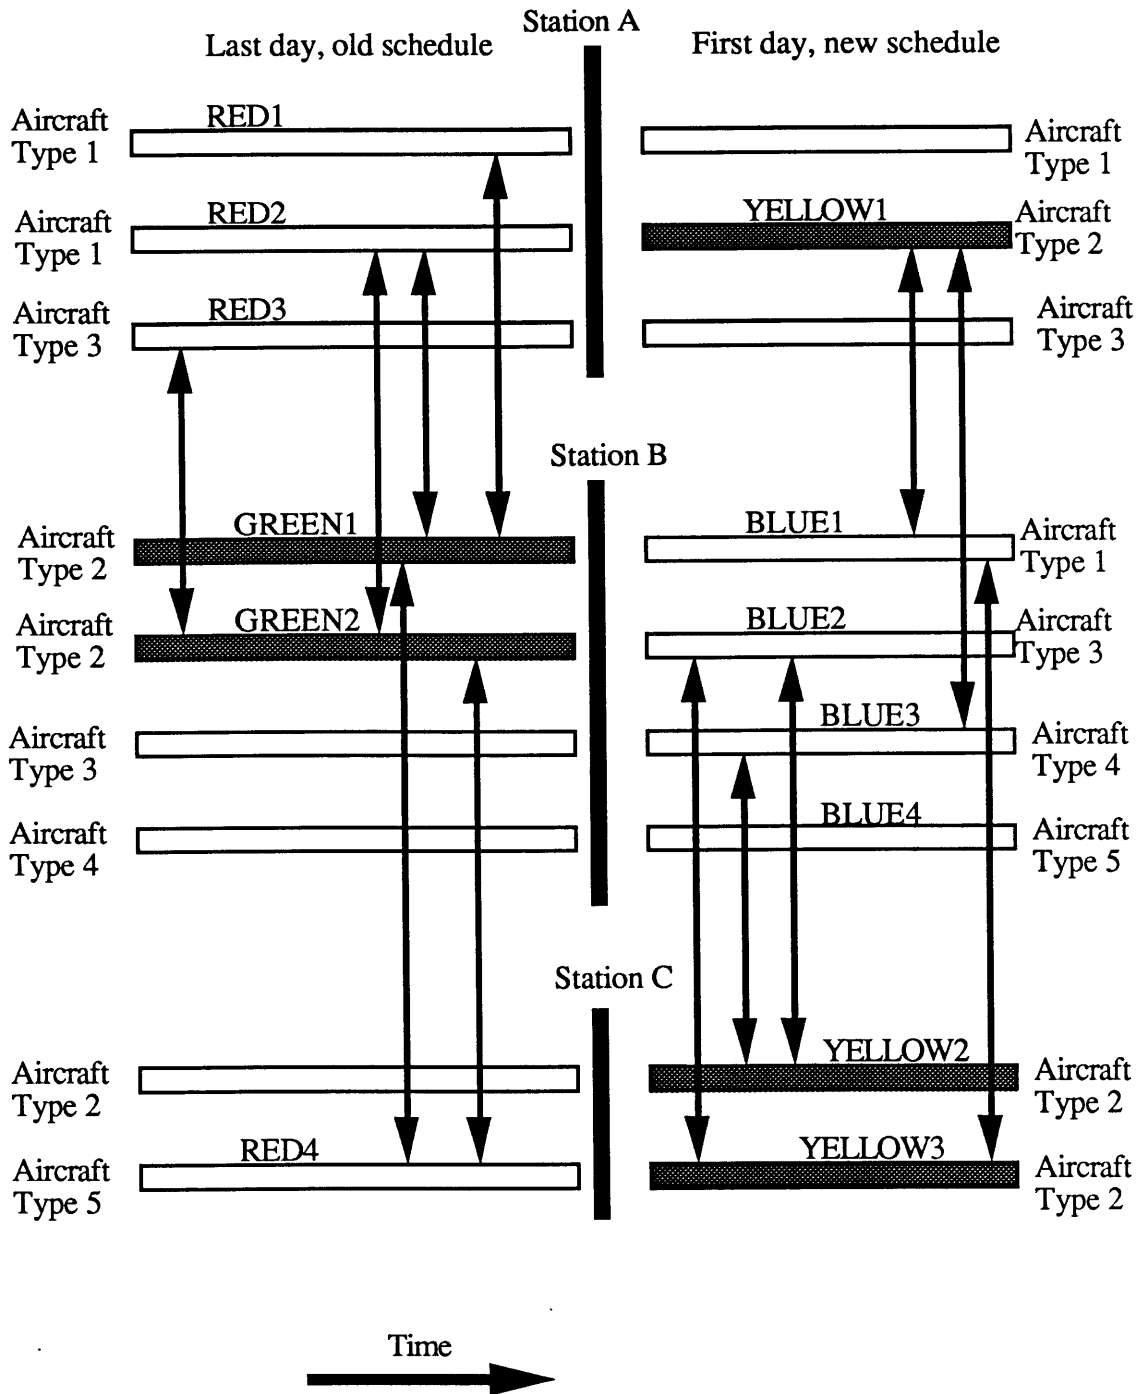 Station A
Last day, old schedule
First day, new schedule
Aircraft
Type 1
RED1
Aircraft
Type 1
Aircraft
Type 1
RED2
YELLOW1
Aircraft
Type 2
Aircraft
Type 3
RED3
Aircraft
Type 3
Station B
Aircraft
Type 2
GREEN1
BLUE1
Aircraft
Type 1
Aircraft
Type 2
GREEN2
BLUE2
Aircraft
Type 3
Aircraft
Type 3
BLUE3
Aircraft
Type 4
Aircraft
Type 4
BLUE4
Aircraft
Type 5
Station C
Aircraft
Type 2
YELLOW2
Aircraft
Type 2
Aircraft
Type 5
RED4
YELLOW3
Aircraft
Type 2
Time